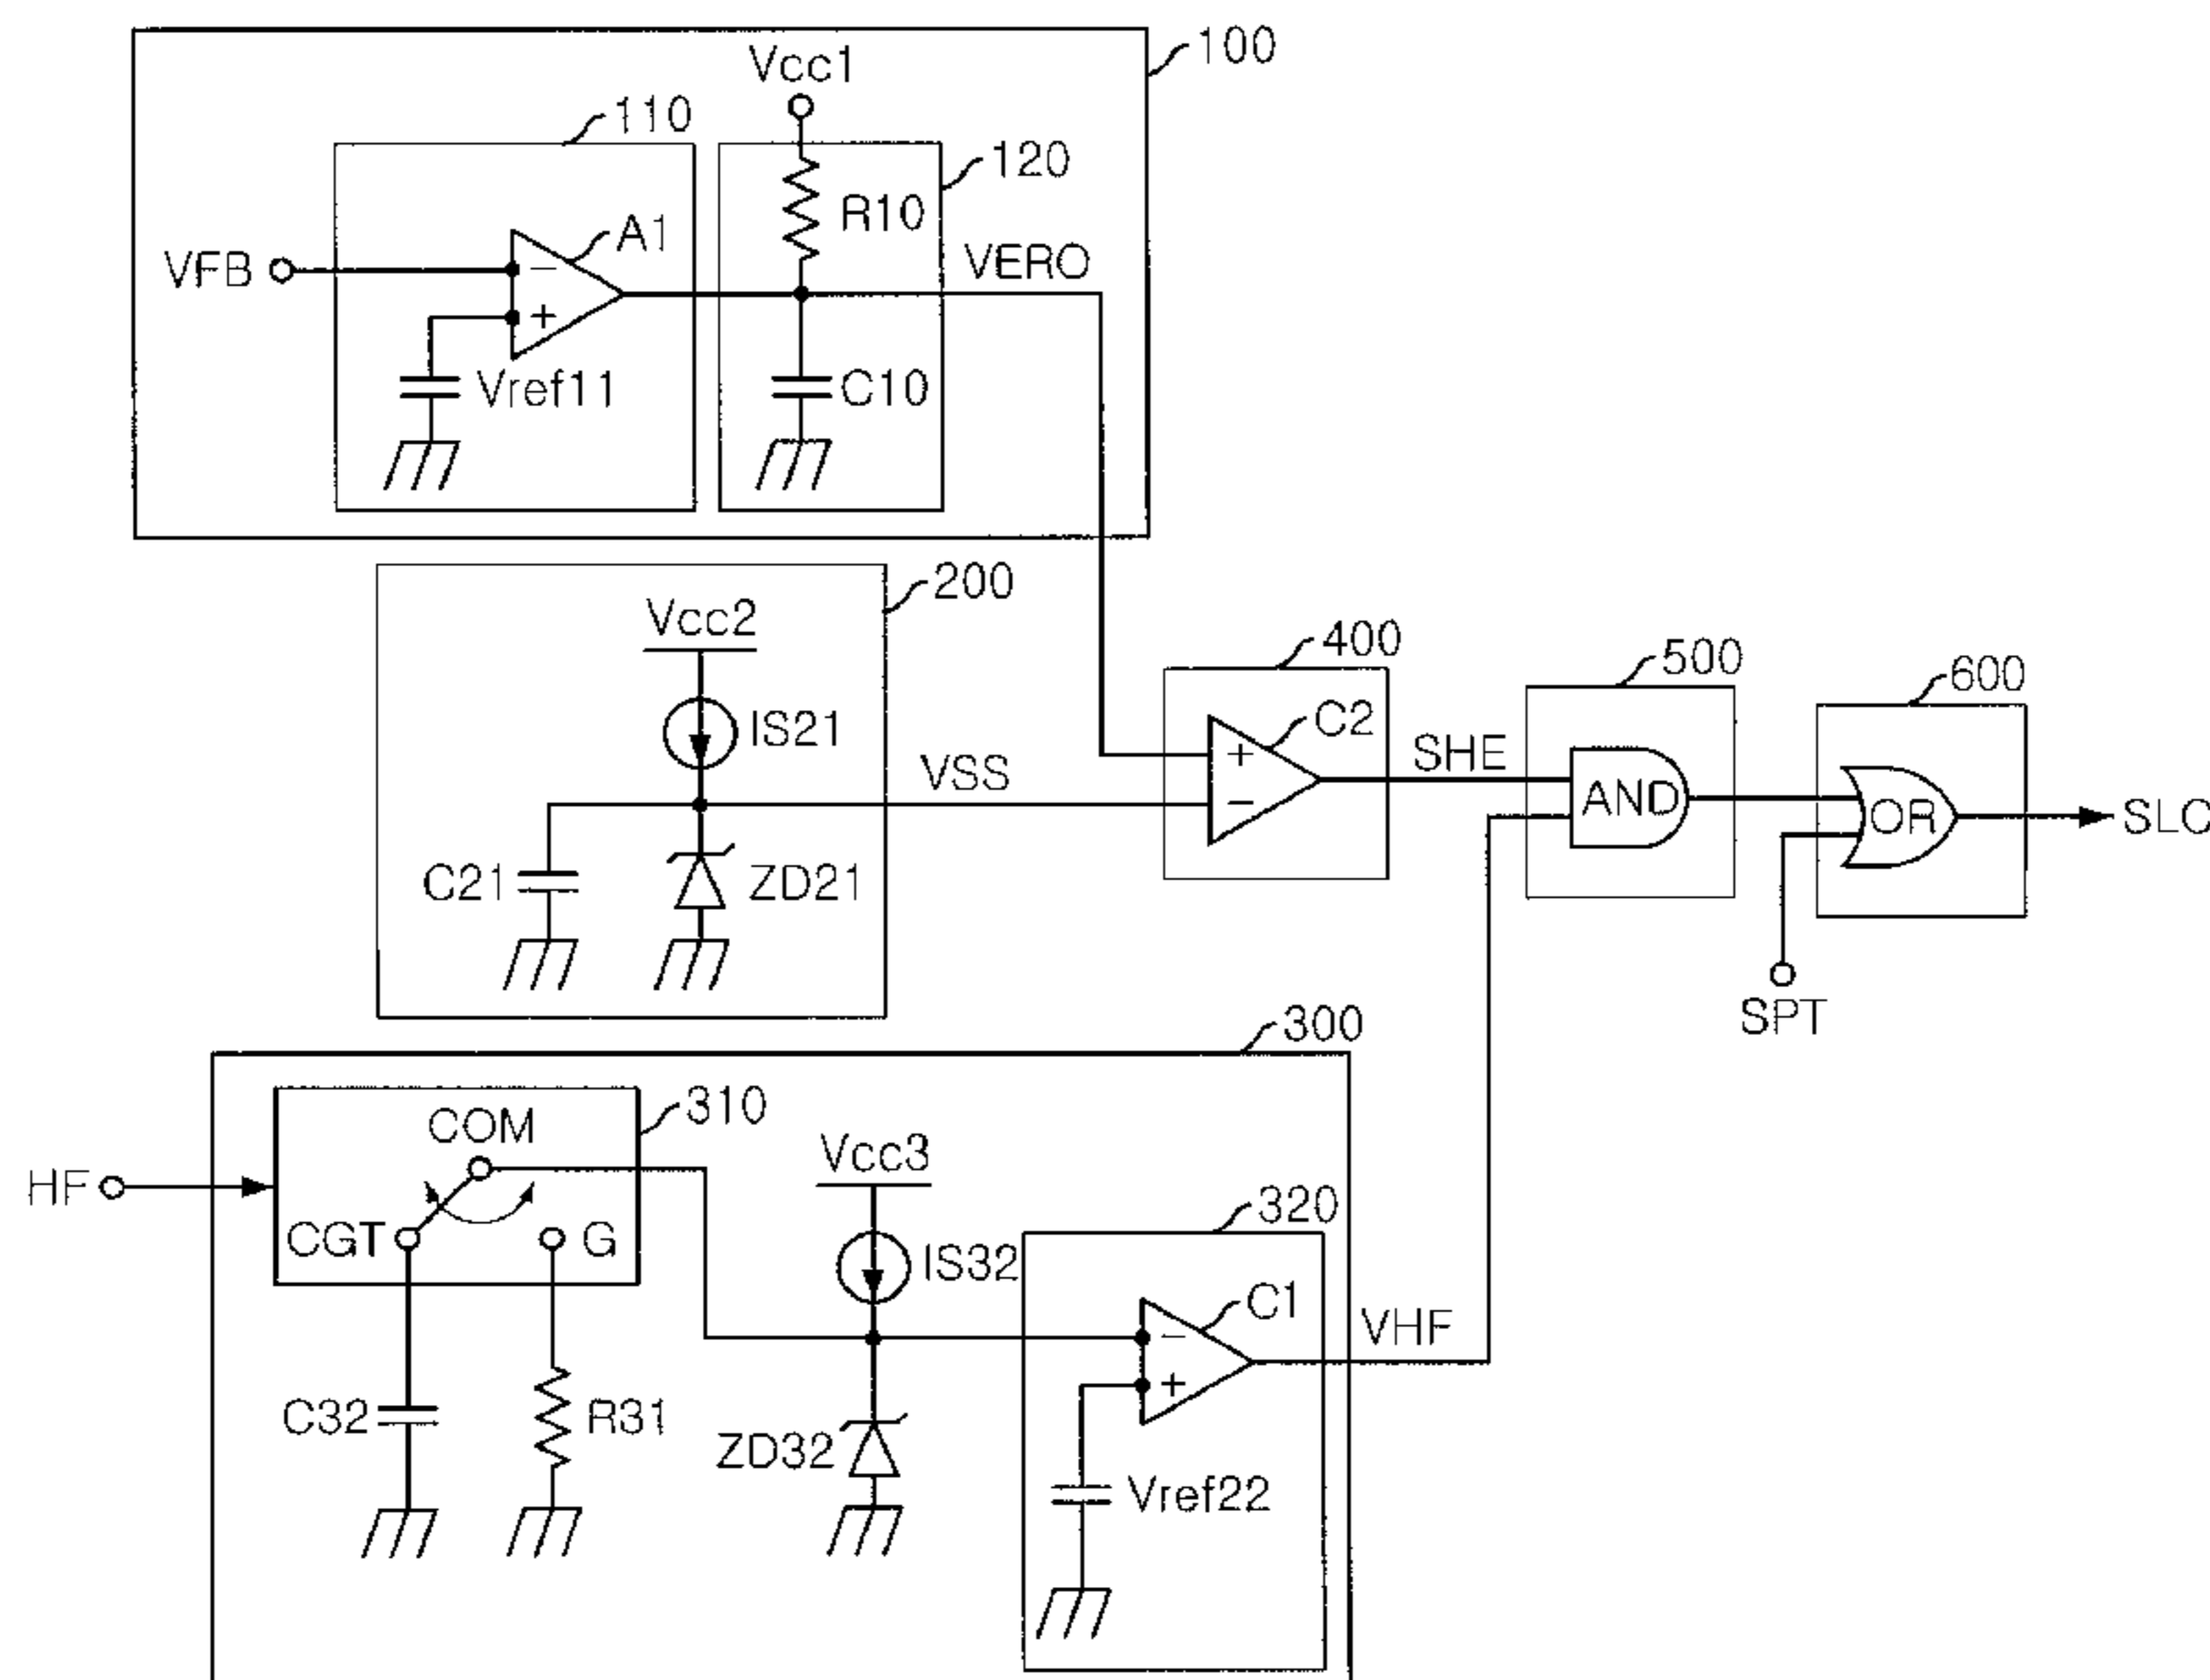 100
Vcc1
110
120
R10
A1
VFB
−
+
VERO
Vref11
C10
200
Vcc2
IS21
VSS
C21
ZD21
400
C2
+
−
SHE
500
AND
600
OR
SLC
SPT
300
310
COM
HF
CGT
G
Vcc3
IS32
320
C1
−
+
VHF
C32
R31
ZD32
Vref22